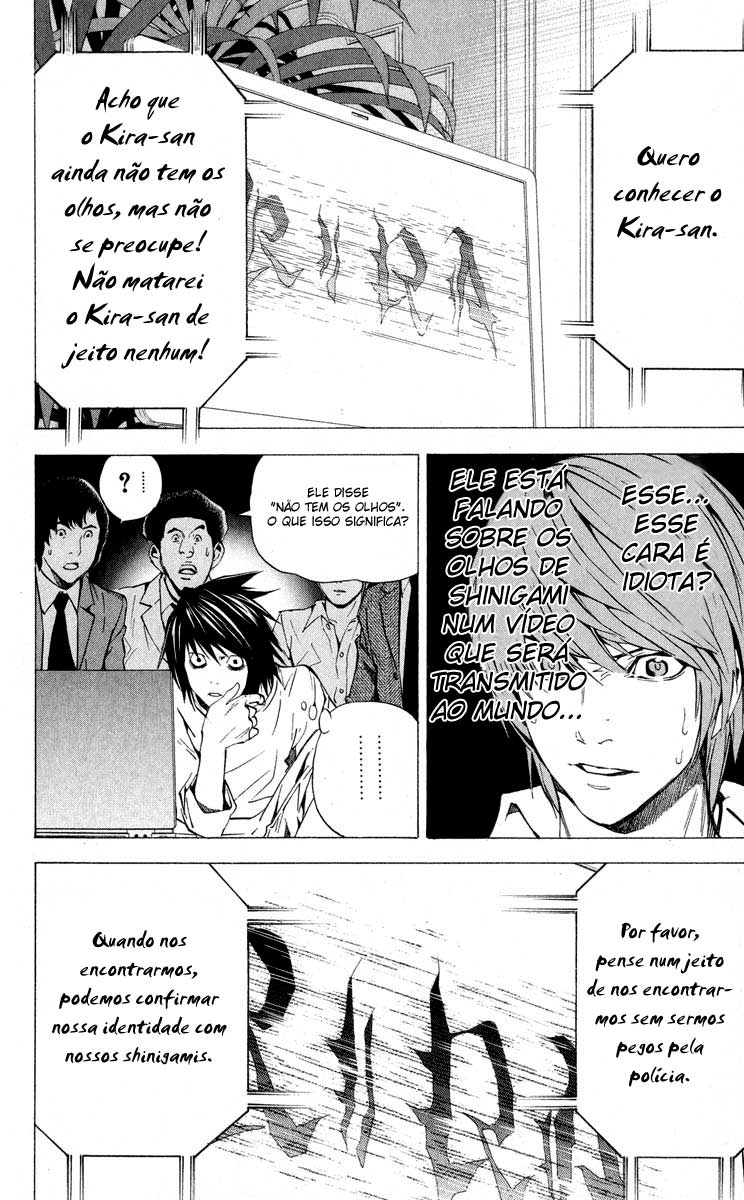 Quero
conhecer o
Kira-san.
Acho que
o Kira-san
ainda não tem os
olhos, mas não
se preocupe!
Não matarei
o Kira-san de
jeito nenhum!
KIRA
ESSE...
ESSE
CARA É
IDIOTA?
ELE ESTÁ
FALANDO
SOBRE OS
OLHOS DE
SHINIGAMI
NUM VÍDEO
QUE SERÁ
TRANSMITIDO
AO MUNDO...
ELE DISSE
"NÃO TEM OS OLHOS".
O QUE ISSO SIGNIFICA?
...... ?
.........
Por favor,
pense num jeito
de nos encontrar-
mos sem sermos
pegos pela
polícia.
Quando nos
encontrarmos,
podemos confirmar
nossa identidade com
nossos shinigamis.